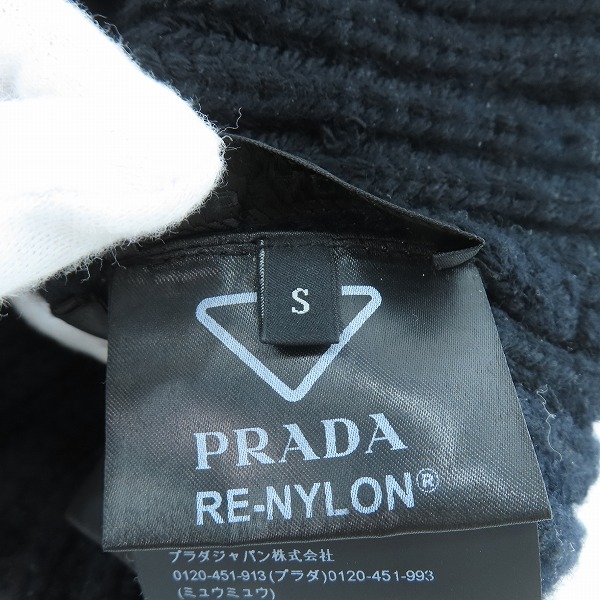 S
PRADA
RE-NYLON®
プラダジャパン株式会社
0120-451-913(プラダ)0120-451-993
(ミュウミュウ)